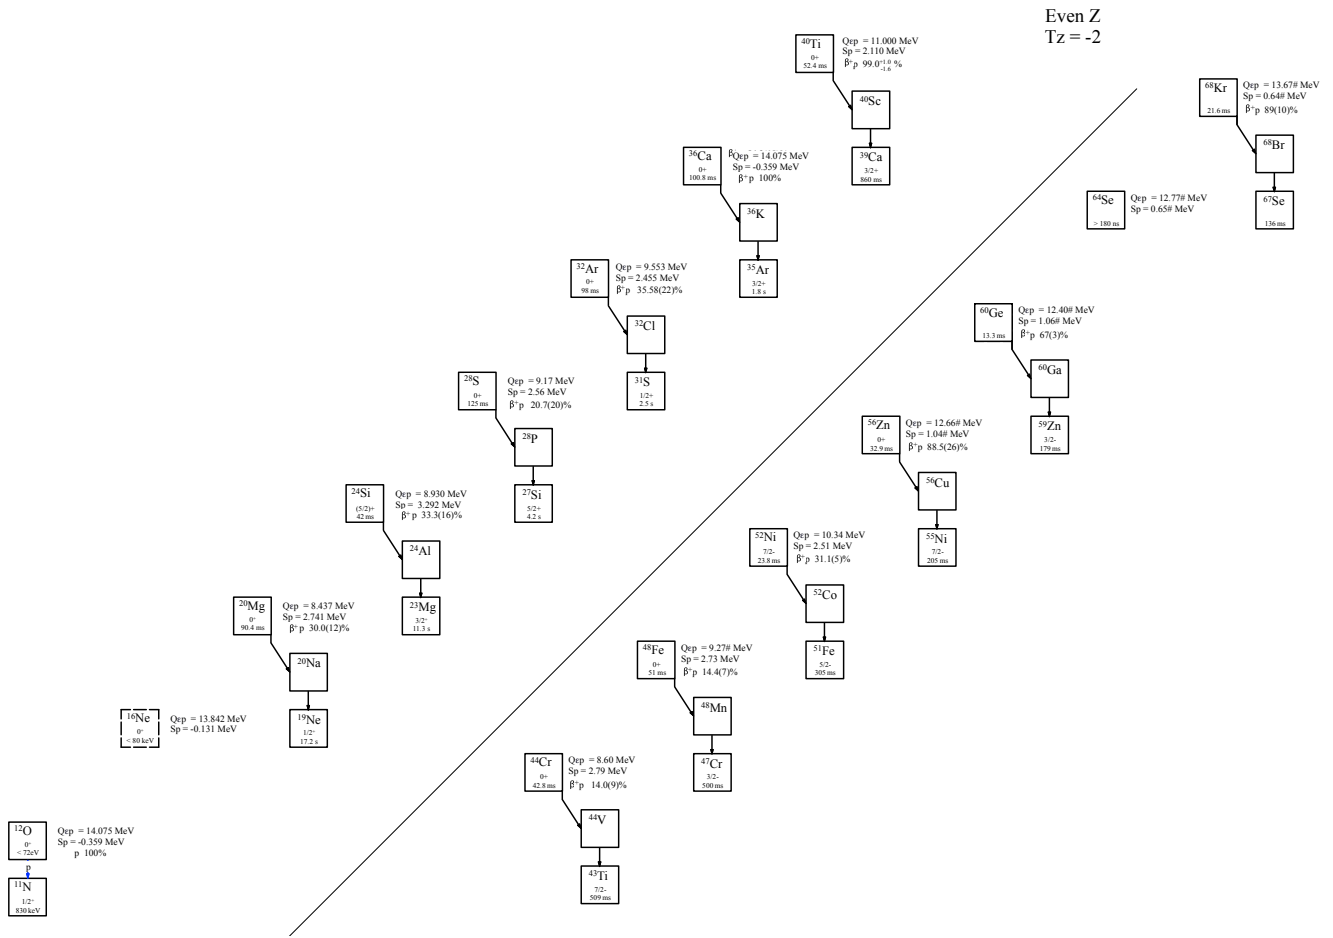 Even Z
Tz = -2
⁴⁰Ti
0+
52.4 ms
Qεp = 11.000 MeV
Sp = 2.110 MeV
β⁺p 99.0 +1.0 -1.6 %
⁴⁰Sc
³⁹Ca
3/2+
860 ms
⁶⁸Kr
21.6 ms
Qεp = 13.67# MeV
Sp = 0.64# MeV
β⁺p 89(10)%
⁶⁸Br
⁶⁷Se
136 ms
³⁶Ca
0+
100.8 ms
Qεp = 14.075 MeV
Sp = -0.359 MeV
β⁺p 100%
³⁶K
³⁵Ar
3/2+
1.8 s
⁶⁴Se
> 180 ns
Qεp = 12.77# MeV
Sp = 0.65# MeV
³²Ar
0+
98 ms
Qεp = 9.553 MeV
Sp = 2.455 MeV
β⁺p 35.58(22)%
³²Cl
³¹S
1/2+
2.5 s
⁶⁰Ge
13.3 ms
Qεp = 12.40# MeV
Sp = 1.06# MeV
β⁺p 67(3)%
⁶⁰Ga
⁵⁹Zn
3/2-
179 ms
²⁸S
0+
125 ms
Qεp = 9.17 MeV
Sp = 2.56 MeV
β⁺p 20.7(20)%
²⁸P
²⁷Si
5/2+
4.2 s
⁵⁶Zn
0+
32.9 ms
Qεp = 12.66# MeV
Sp = 1.04# MeV
β⁺p 88.5(26)%
⁵⁶Cu
⁵⁵Ni
7/2-
205 ms
²⁴Si
(5/2)+
42 ms
Qεp = 8.930 MeV
Sp = 3.292 MeV
β⁺p 33.3(16)%
²⁴Al
²³Mg
3/2⁺
11.3 s
⁵²Ni
7/2-
23.8 ms
Qεp = 10.34 MeV
Sp = 2.51 MeV
β⁺p 31.1(5)%
⁵²Co
⁵¹Fe
5/2-
305 ms
²⁰Mg
0⁺
90.4 ms
Qεp = 8.437 MeV
Sp = 2.741 MeV
β⁺p 30.0(12)%
²⁰Na
¹⁹Ne
1/2⁺
17.2 s
⁴⁸Fe
0+
51 ms
Qεp = 9.27# MeV
Sp = 2.73 MeV
β⁺p 14.4(7)%
⁴⁸Mn
⁴⁷Cr
3/2-
500 ms
¹⁶Ne
0⁺
< 80 keV
Qεp = 13.842 MeV
Sp = -0.131 MeV
⁴⁴Cr
0+
42.8 ms
Qεp = 8.60 MeV
Sp = 2.79 MeV
β⁺p 14.0(9)%
⁴⁴V
⁴³Ti
7/2-
509 ms
¹²O
0⁺
< 72eV
Qεp = 14.075 MeV
Sp = -0.359 MeV
p 100%
p
¹¹N
1/2⁺
830 keV